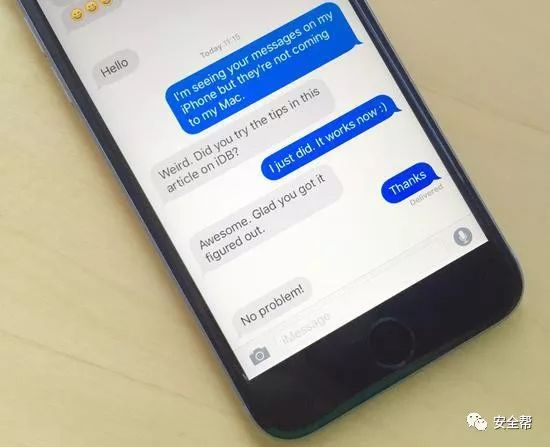 Hello
Today 11:15
I'm seeing your messages on my
iPhone but they're not coming
to my Mac.
Weird. Did you try the tips in this
article on iDB?
I just did. It works now :)
Awesome. Glad you got it
figured out.
Thanks
Delivered
No problem!
iMessage
安全帮